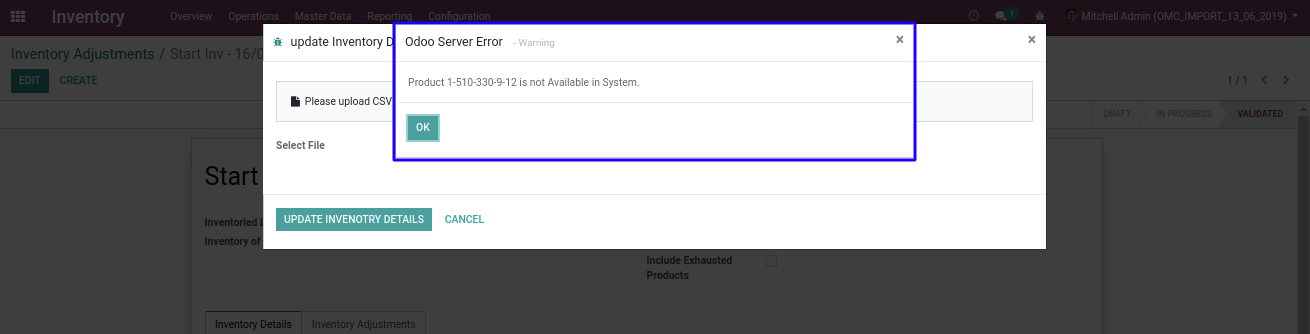 Inventory Overview Operations Master Data Reporting Configuration 1 Mitchell Admin (OMC_IMPORT_13_06_2019)
Inventory Adjustments / Start Inv - 16/0
EDIT CREATE
1 / 1
DRAFT IN PROGRESS VALIDATED
update Inventory D
Odoo Server Error - Warning × ×
Product 1-510-330-9-12 is not Available in System.
OK
Please upload CSV
Select File
UPDATE INVENOTRY DETAILS CANCEL
Start
Inventoried L
Inventory of
Include Exhausted
Products
Inventory Details Inventory Adjustments